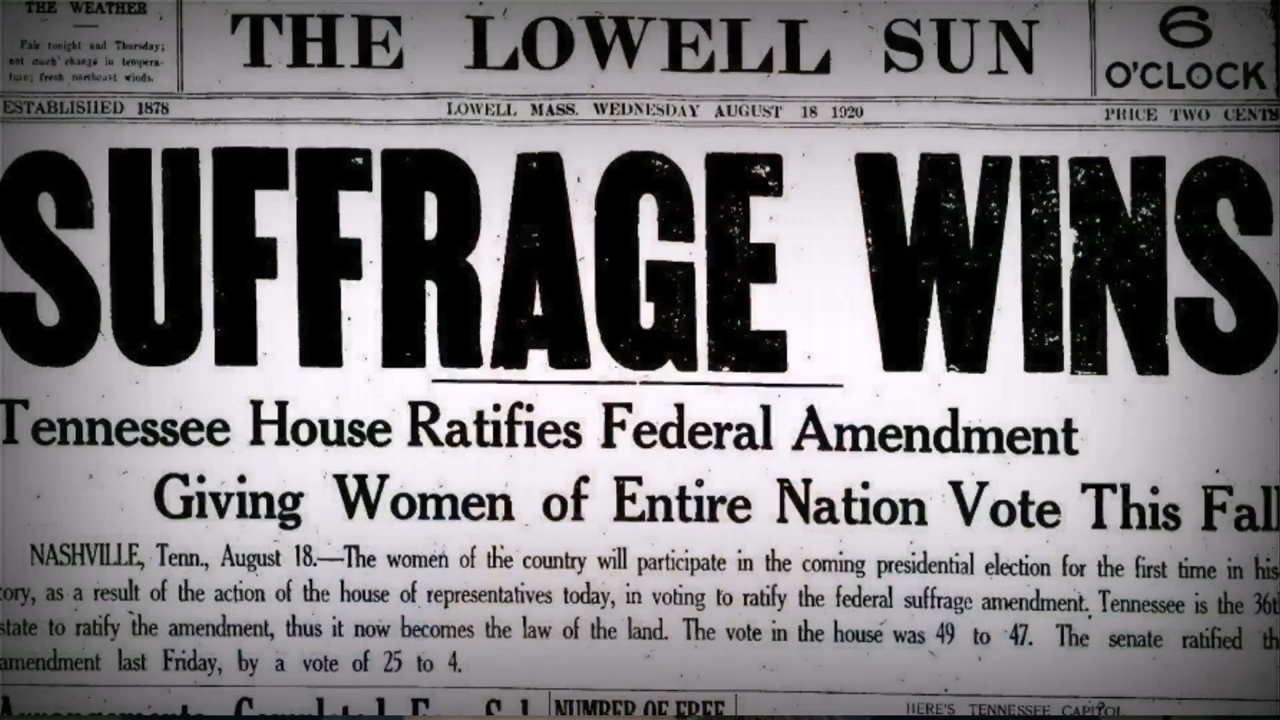 THE WEATHER
Fair tonight and Thursday;
not much change in tempera-
ture; fresh northeast winds.
THE LOWELL SUN
6
O'CLOCK
ESTABLISHED 1878
LOWELL MASS. WEDNESDAY AUGUST 18 1920
PRICE TWO CENTS
SUFFRAGE WINS
Tennessee House Ratifies Federal Amendment
Giving Women of Entire Nation Vote This Fall
NASHVILLE, Tenn., August 18.—The women of the country will participate in the coming presidential election for the first time in his-
tory, as a result of the action of the house of representatives today, in voting to ratify the federal suffrage amendment. Tennessee is the 36th
state to ratify the amendment, thus it now becomes the law of the land. The vote in the house was 49 to 47. The senate ratified th
amendment last Friday, by a vote of 25 to 4.
NUMBER OF FREE
HERE'S TENNESSEE CAPITOL